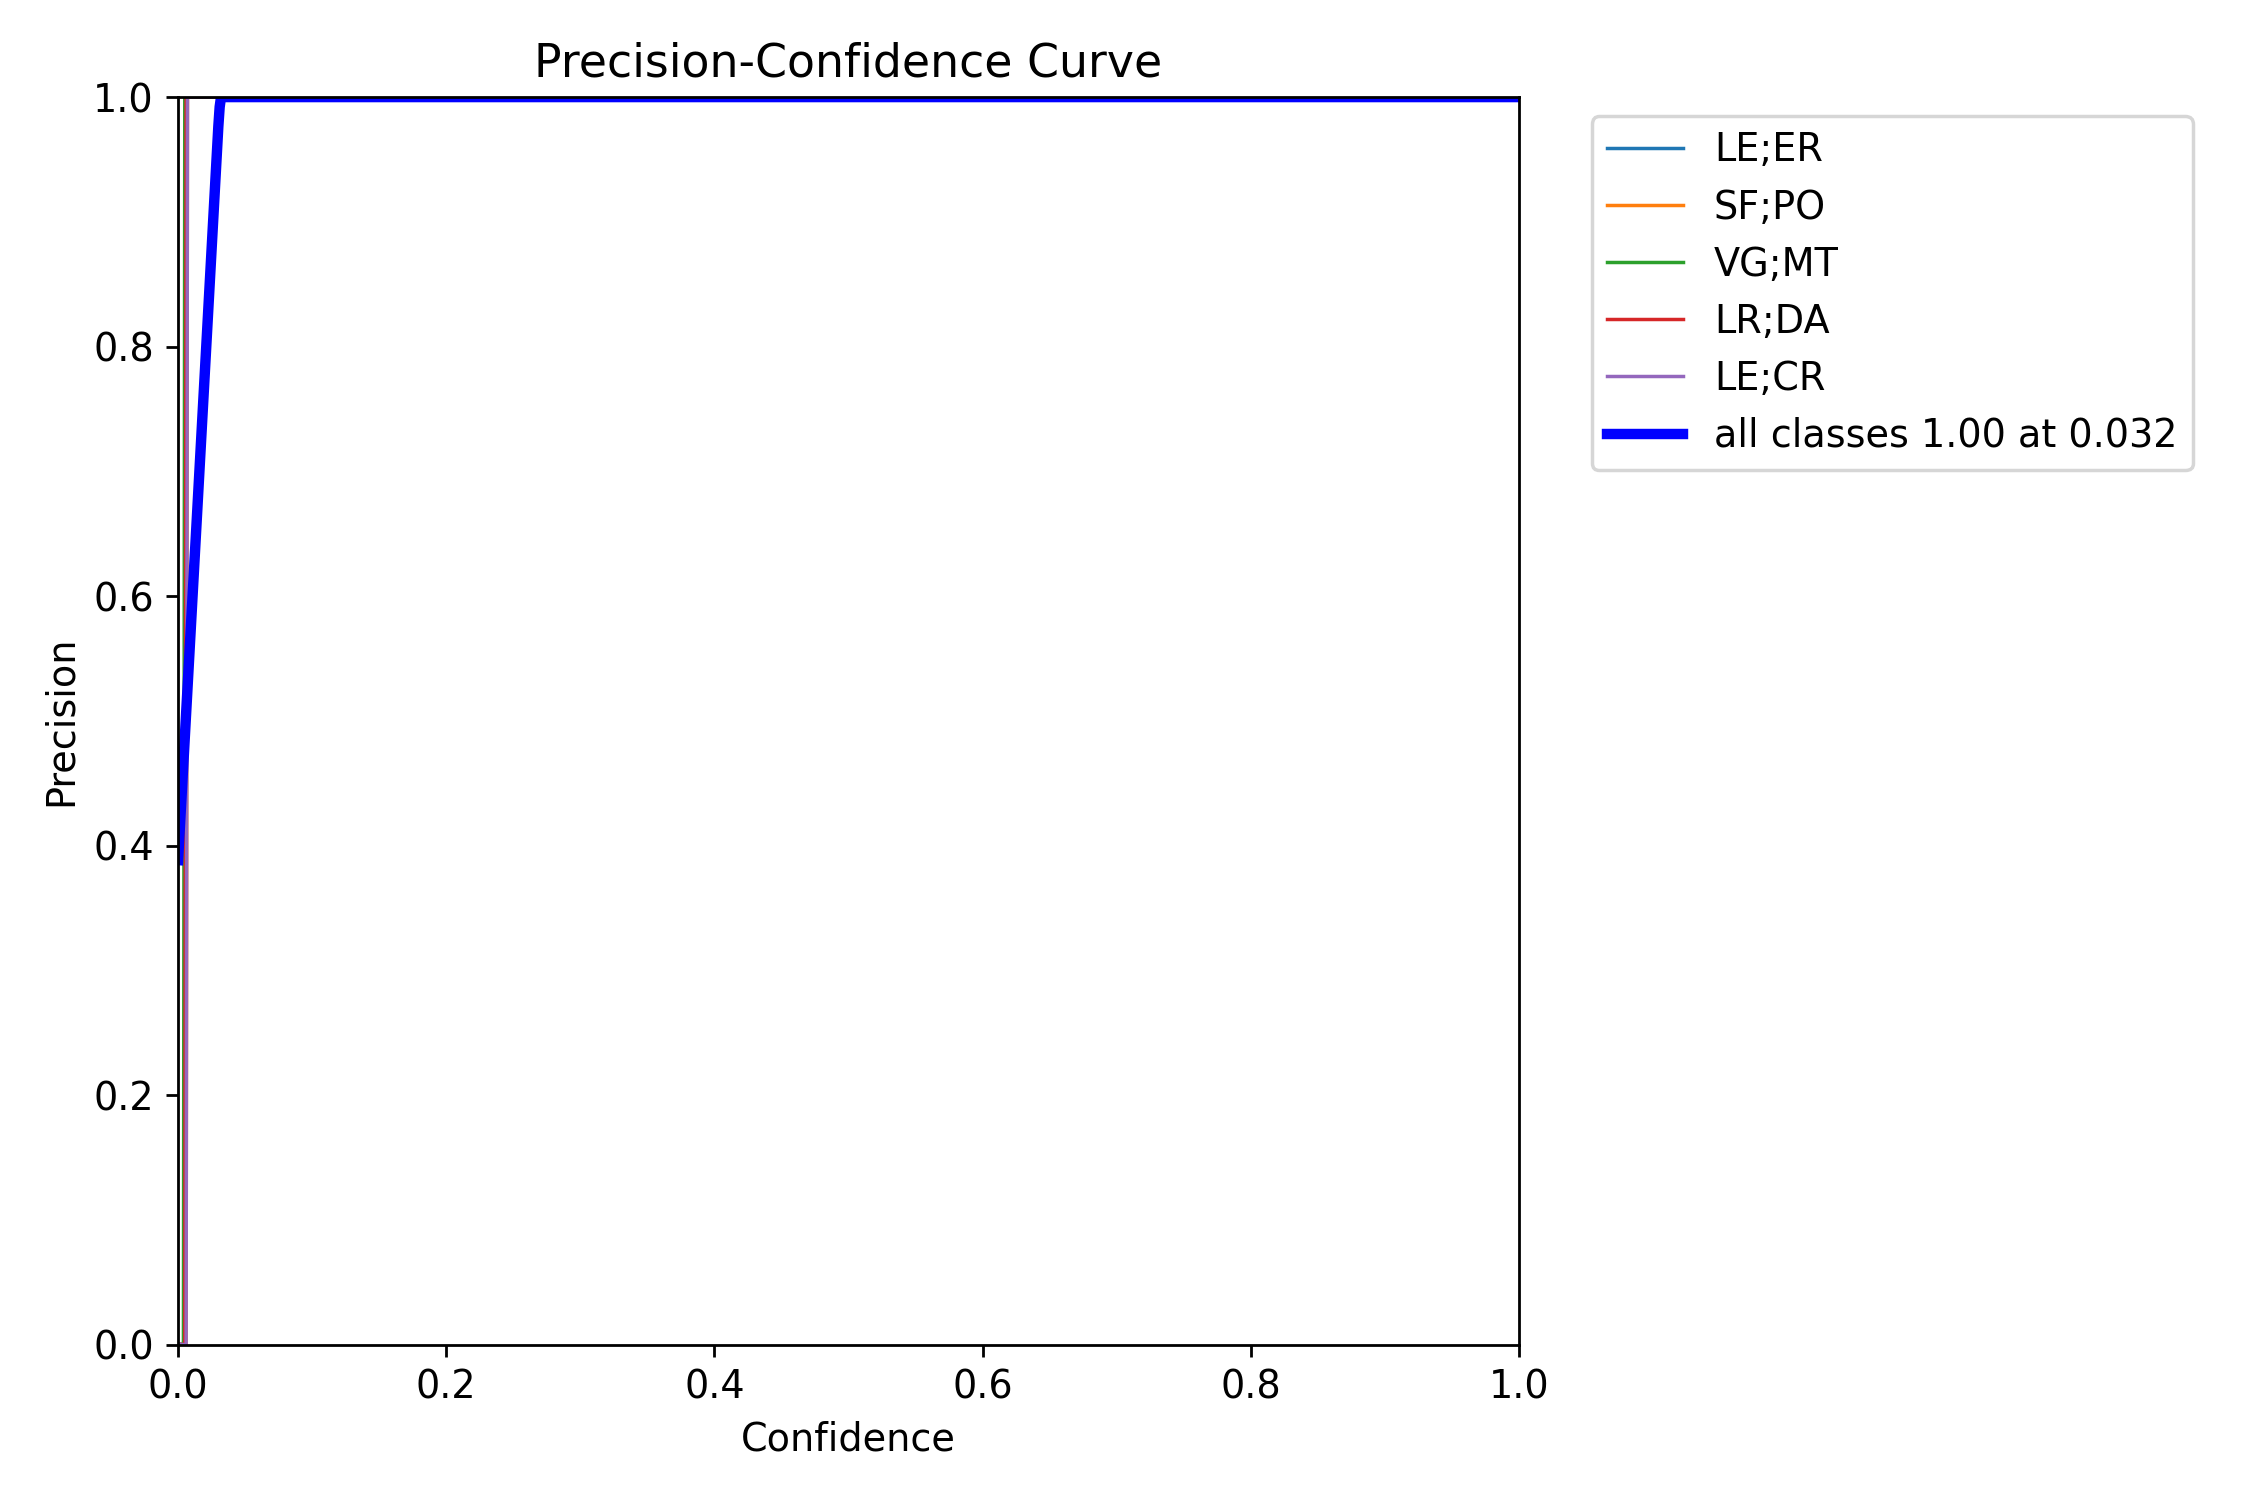 Precision-Confidence Curve
1.0
0.8
0.6
0.4
0.2
0.0
Precision
0.0 0.2 0.4 0.6 0.8 1.0
Confidence
LE;ER
SF;PO
VG;MT
LR;DA
LE;CR
all classes 1.00 at 0.032